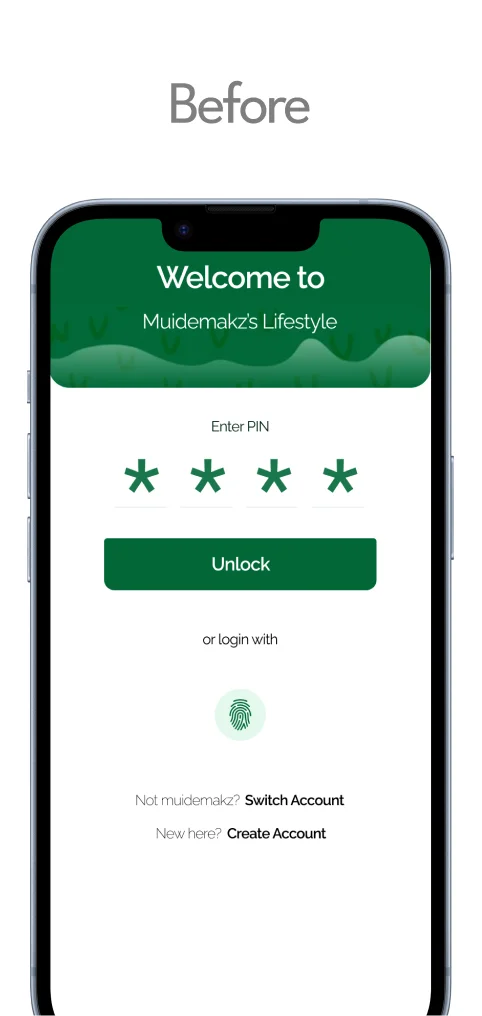 Before
Welcome to
Muidemakz's Lifestyle
Enter PIN
* * * *
Unlock
or login with
Not muidemakz? Switch Account
New here? Create Account